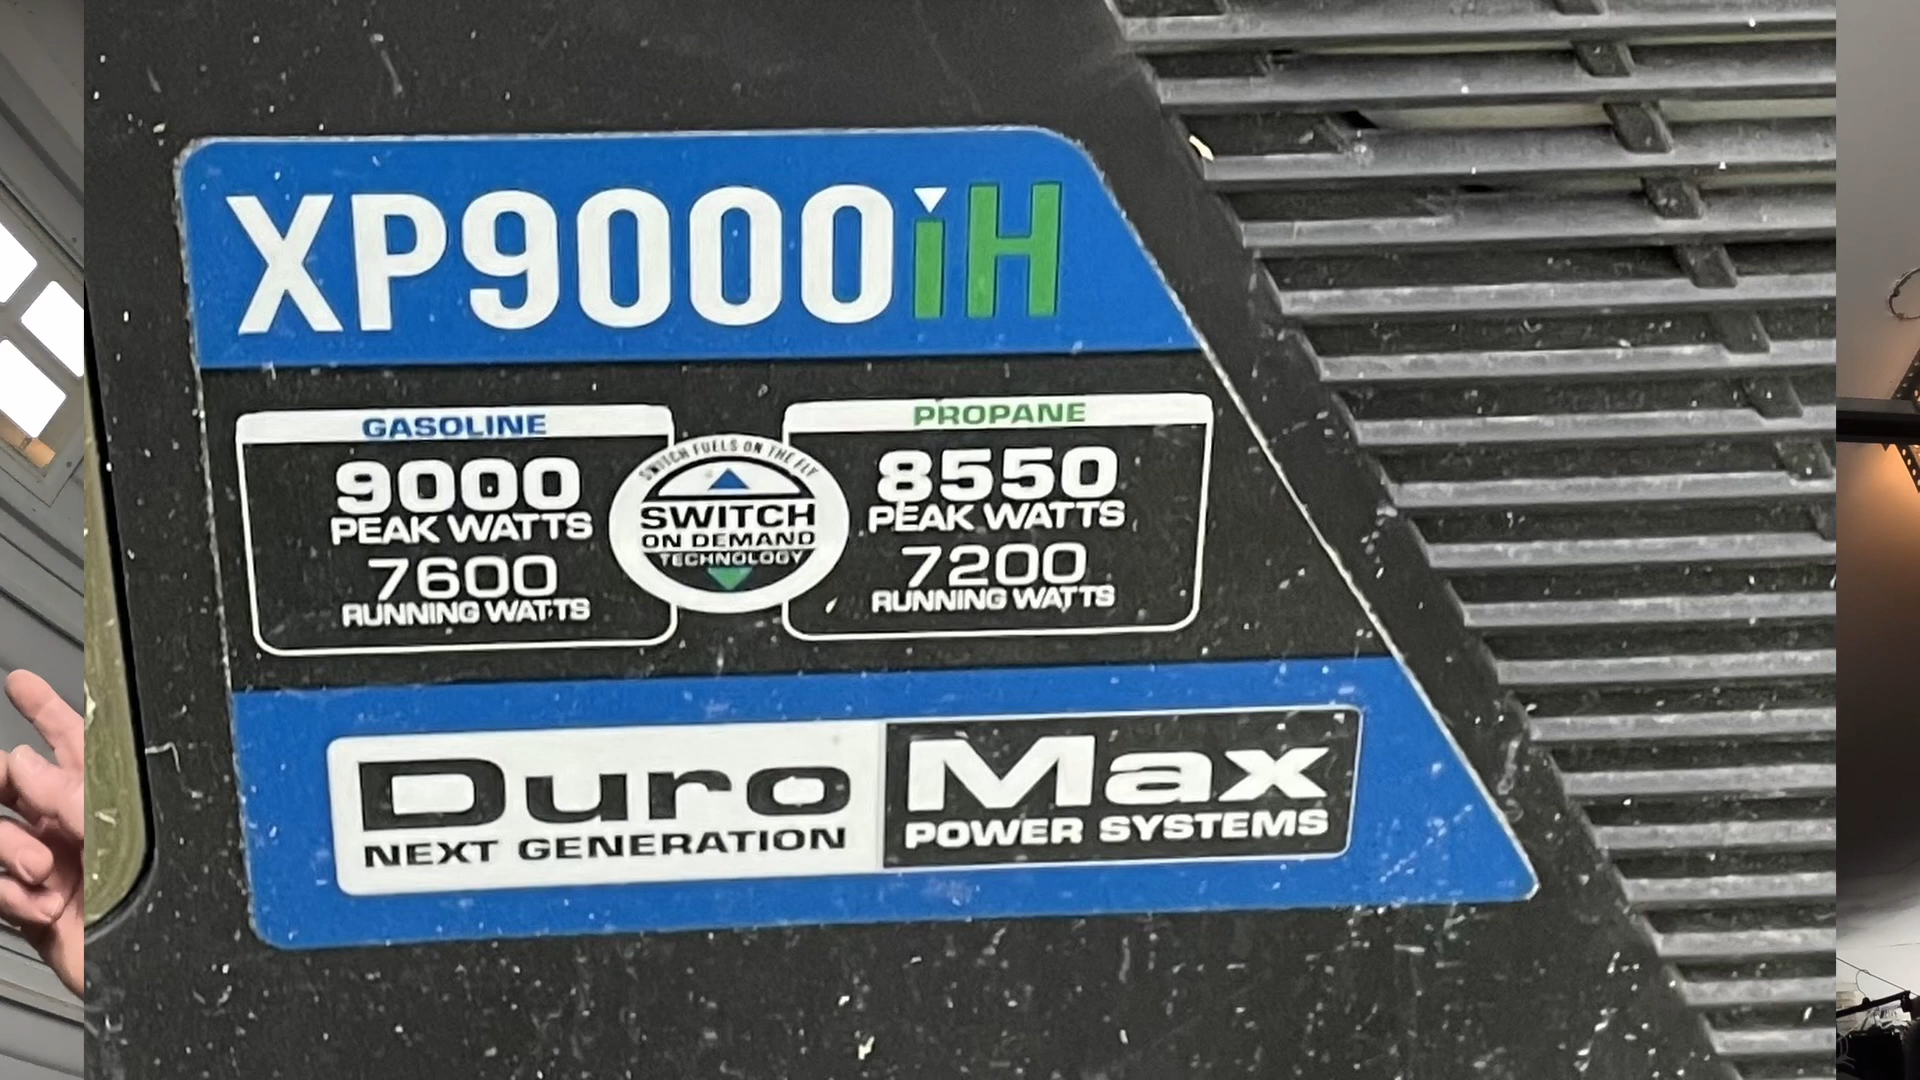 XP9000iH
GASOLINE
9000
PEAK WATTS
7600
RUNNING WATTS
SWITCH FUELS ON THE FLY
SWITCH
ON DEMAND
TECHNOLOGY
PROPANE
8550
PEAK WATTS
7200
RUNNING WATTS
Duro Max
NEXT GENERATION POWER SYSTEMS